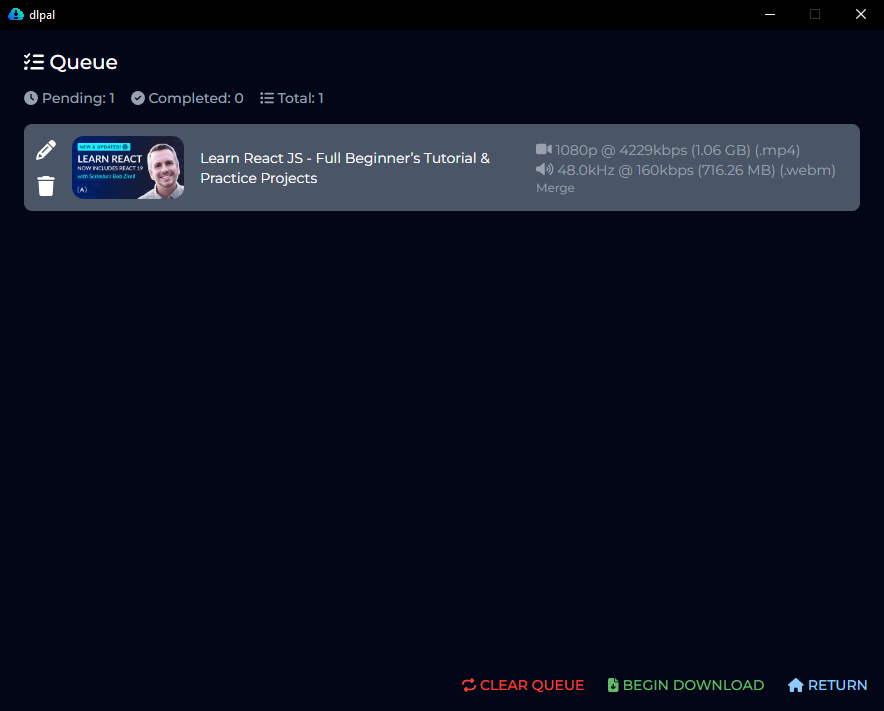 dlpal
Queue
Pending: 1 Completed: 0 Total: 1
NEW & UPDATED!
LEARN REACT
NOW INCLUDES REACT 19
with Scrimba's Bob Ziroll
Learn React JS - Full Beginner’s Tutorial &
Practice Projects
1080p @ 4229kbps (1.06 GB) (.mp4)
48.0kHz @ 160kbps (716.26 MB) (.webm)
Merge
CLEAR QUEUE BEGIN DOWNLOAD RETURN